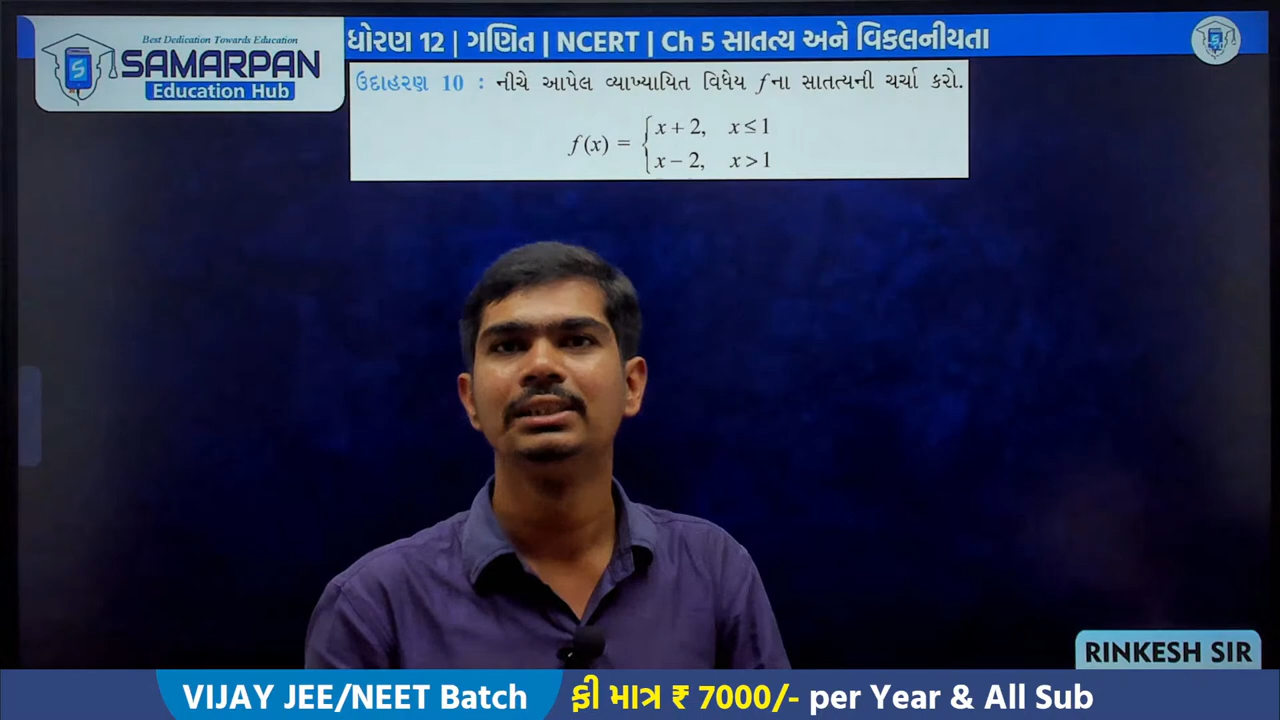 Best Dedication Towards Education
SAMARPAN
Education Hub
ધોરણ 12 | ગણિત | NCERT | Ch 5 સાતત્ય અને વિકલનીયતા
ઉદાહરણ 10 : નીચે આપેલ વ્યાખ્યાયિત વિધેય f ના સાતત્યની ચર્ચા કરો.
f(x) = { x + 2, x ≤ 1
x − 2, x > 1
RINKESH SIR
VIJAY JEE/NEET Batch ફી માત્ર ₹ 7000/- per Year & All Sub